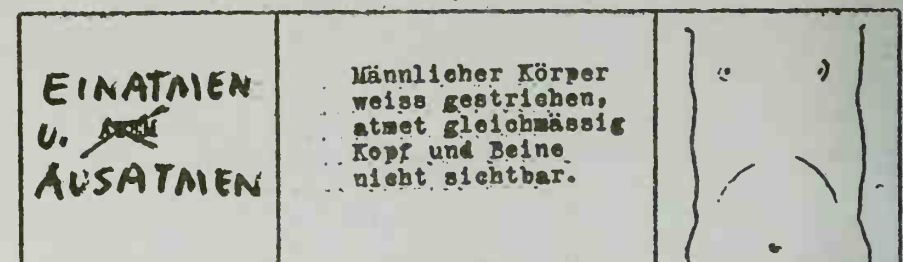 EINATMEN
U.
AUSATMEN
Männlicher Körper
weiss gestrichen,
atmet gleichmässig
Kopf und Beine
nicht sichtbar.